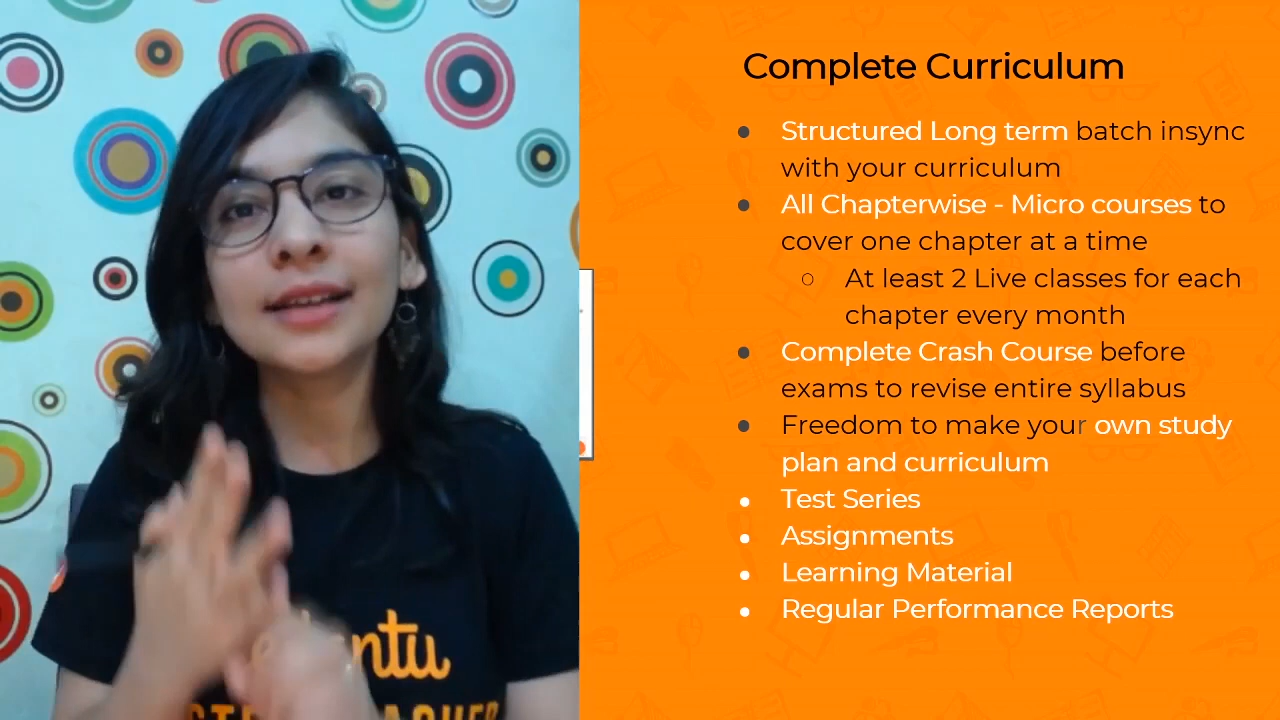 Complete Curriculum
● Structured Long term batch insync
with your curriculum
● All Chapterwise - Micro courses to
cover one chapter at a time
○ At least 2 Live classes for each
chapter every month
● Complete Crash Course before
exams to revise entire syllabus
● Freedom to make your own study
plan and curriculum
● Test Series
● Assignments
● Learning Material
● Regular Performance Reports